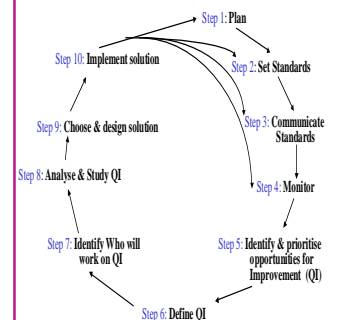 Step 1: Plan
Step 2: Set Standards
Step 3: Communicate
Standards
Step 4: Monitor
Step 5: Identify & prioritise
opportunities for
Improvement (QI)
Step 6: Define QI
Step 7: Identify Who will
work on QI
Step 8: Analyse & Study QI
Step 9: Choose & design solution
Step 10: Implement solution